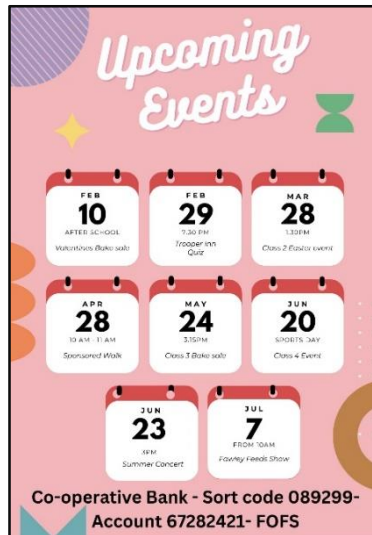 Upcoming
Events
FEB
10
AFTER SCHOOL
Valentines Bake sale
FEB
29
7.30 PM
Trooper Inn
Quiz
MAR
28
1.30PM
Class 2 Easter event
APR
28
10 AM - 11 AM
Sponsored Walk
MAY
24
3.15PM
Class 3 Bake sale
JUN
20
SPORTS DAY
Class 4 Event
JUN
23
3PM
Summer Concert
JUL
7
FROM 10AM
Fawley Feeds Show
Co-operative Bank - Sort code 089299-
Account 67282421- FOFS